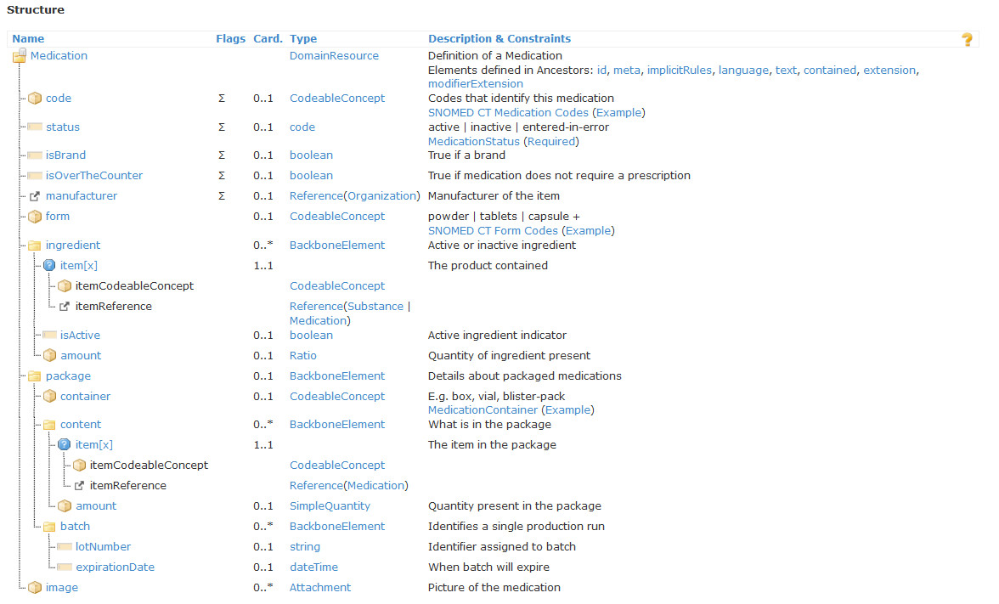 Structure
Name Flags Card. Type Description & Constraints ?
Medication DomainResource Definition of a Medication
Elements defined in Ancestors: id, meta, implicitRules, language, text, contained, extension,
modifierExtension
code Σ 0..1 CodeableConcept Codes that identify this medication
SNOMED CT Medication Codes (Example)
status Σ 0..1 code active | inactive | entered-in-error
MedicationStatus (Required)
isBrand Σ 0..1 boolean True if a brand
isOverTheCounter Σ 0..1 boolean True if medication does not require a prescription
manufacturer Σ 0..1 Reference(Organization) Manufacturer of the item
form 0..1 CodeableConcept powder | tablets | capsule +
SNOMED CT Form Codes (Example)
ingredient 0..* BackboneElement Active or inactive ingredient
? item[x] 1..1 The product contained
itemCodeableConcept CodeableConcept
itemReference Reference(Substance |
Medication)
isActive 0..1 boolean Active ingredient indicator
amount 0..1 Ratio Quantity of ingredient present
package 0..1 BackboneElement Details about packaged medications
container 0..1 CodeableConcept E.g. box, vial, blister-pack
MedicationContainer (Example)
content 0..* BackboneElement What is in the package
? item[x] 1..1 The item in the package
itemCodeableConcept CodeableConcept
itemReference Reference(Medication)
amount 0..1 SimpleQuantity Quantity present in the package
batch 0..* BackboneElement Identifies a single production run
lotNumber 0..1 string Identifier assigned to batch
expirationDate 0..1 dateTime When batch will expire
image 0..* Attachment Picture of the medication